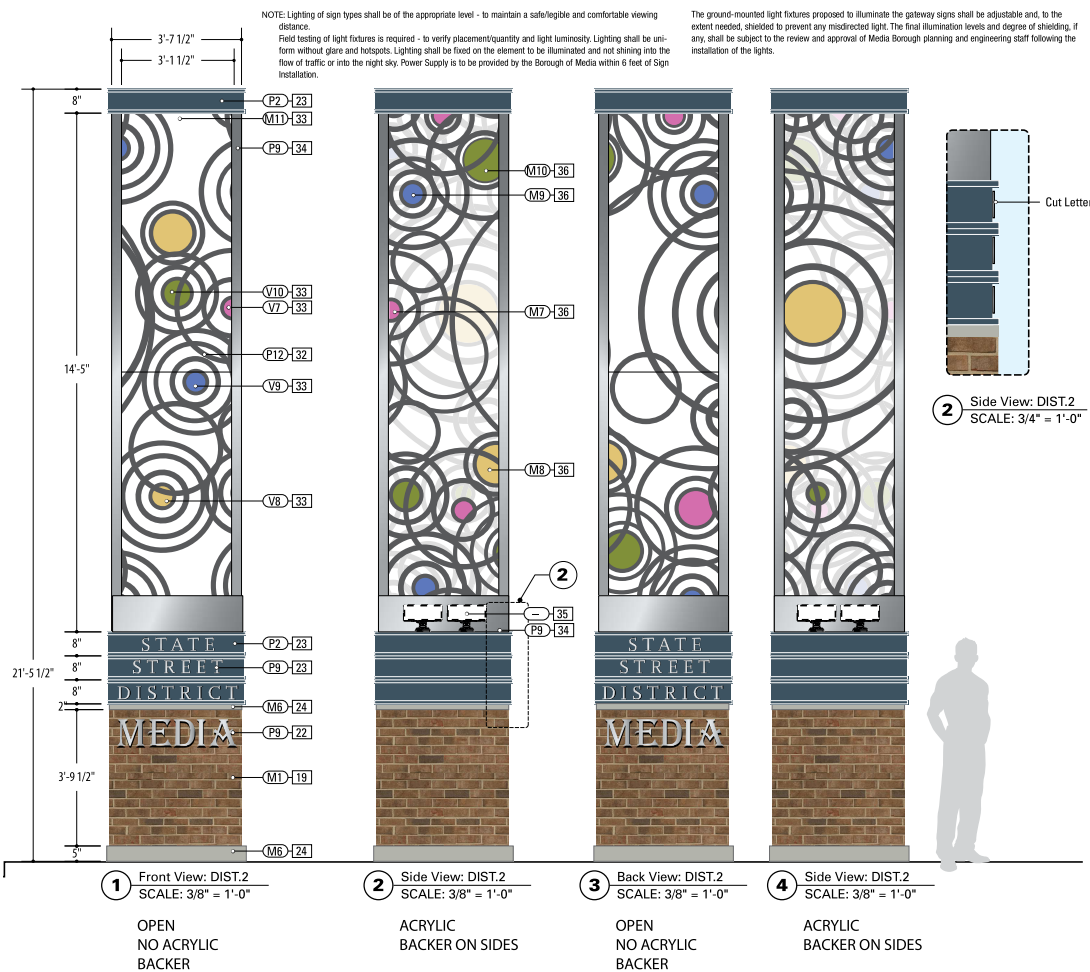 NOTE: Lighting of sign types shall be of the appropriate level - to maintain a safe/legible and comfortable viewing
distance.
Field testing of light fixtures is required - to verify placement/quantity and light luminosity. Lighting shall be uni-
form without glare and hotspots. Lighting shall be fixed on the element to be illuminated and not shining into the
flow of traffic or into the night sky. Power Supply is to be provided by the Borough of Media within 6 feet of Sign
Installation.
The ground-mounted light fixtures proposed to illuminate the gateway signs shall be adjustable and, to the
extent needed, shielded to prevent any misdirected light. The final illumination levels and degree of shielding, if
any, shall be subject to the review and approval of Media Borough planning and engineering staff following the
installation of the lights.
3'-7 1/2"
3'-1 1/2"
8"
14'-5"
21'-5 1/2"
8"
8"
8"
2"
3'-9 1/2"
5"
P2 23
M11 33
P9 34
V10 33
V7 33
P12 32
V9 33
V8 33
P2 23
P9 23
M6 24
P9 22
M1 19
M6 24
STATE
STREET
DISTRICT
MEDIA
M10 36
M9 36
M7 36
M8 36
2
– 35
P9 34
STATE
STREET
DISTRICT
MEDIA
Cut Lette
2 Side View: DIST.2
SCALE: 3/4" = 1'-0"
1 Front View: DIST.2
SCALE: 3/8" = 1'-0"
OPEN
NO ACRYLIC
BACKER
2 Side View: DIST.2
SCALE: 3/8" = 1'-0"
ACRYLIC
BACKER ON SIDES
3 Back View: DIST.2
SCALE: 3/8" = 1'-0"
OPEN
NO ACRYLIC
BACKER
4 Side View: DIST.2
SCALE: 3/8" = 1'-0"
ACRYLIC
BACKER ON SIDES